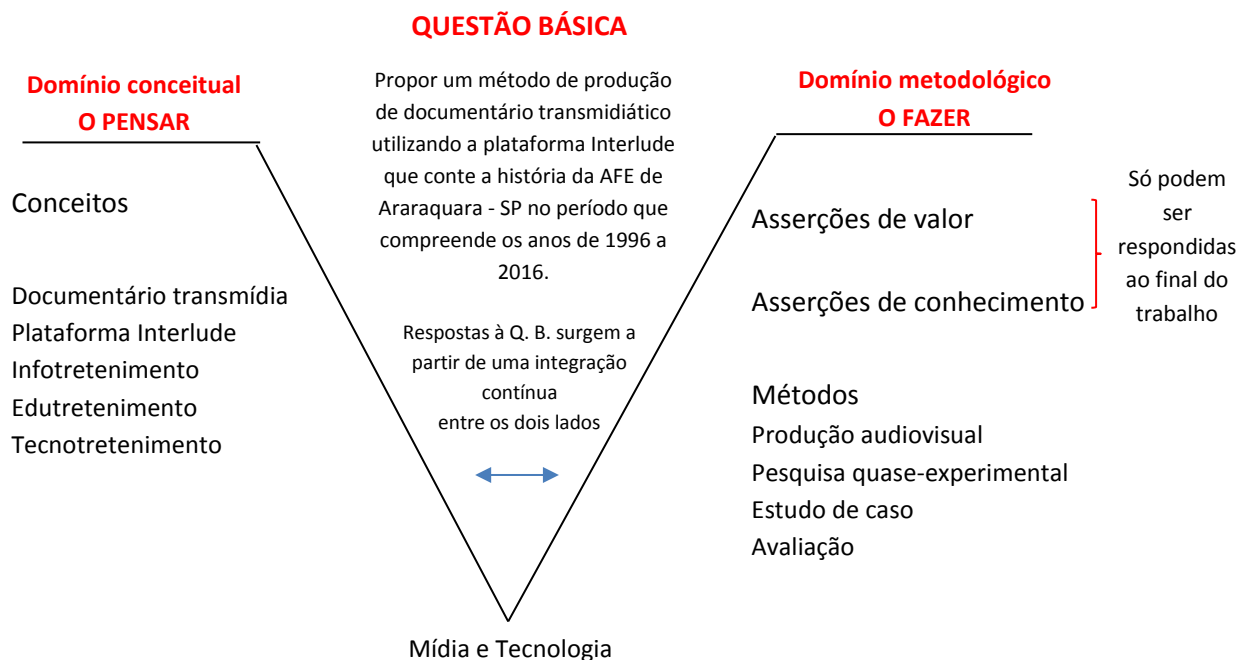 QUESTÃO BÁSICA
Domínio conceitual
O PENSAR
Conceitos
Documentário transmídia
Plataforma Interlude
Infotretenimento
Edutretenimento
Tecnotretenimento
Propor um método de produção
de documentário transmidiático
utilizando a plataforma Interlude
que conte a história da AFE de
Araraquara - SP no período que
compreende os anos de 1996 a
2016.
Respostas à Q. B. surgem a
partir de uma integração
contínua
entre os dois lados
Domínio metodológico
O FAZER
Asserções de valor
Asserções de conhecimento
Só podem
ser
respondidas
ao final do
trabalho
Métodos
Produção audiovisual
Pesquisa quase-experimental
Estudo de caso
Avaliação
Mídia e Tecnologia